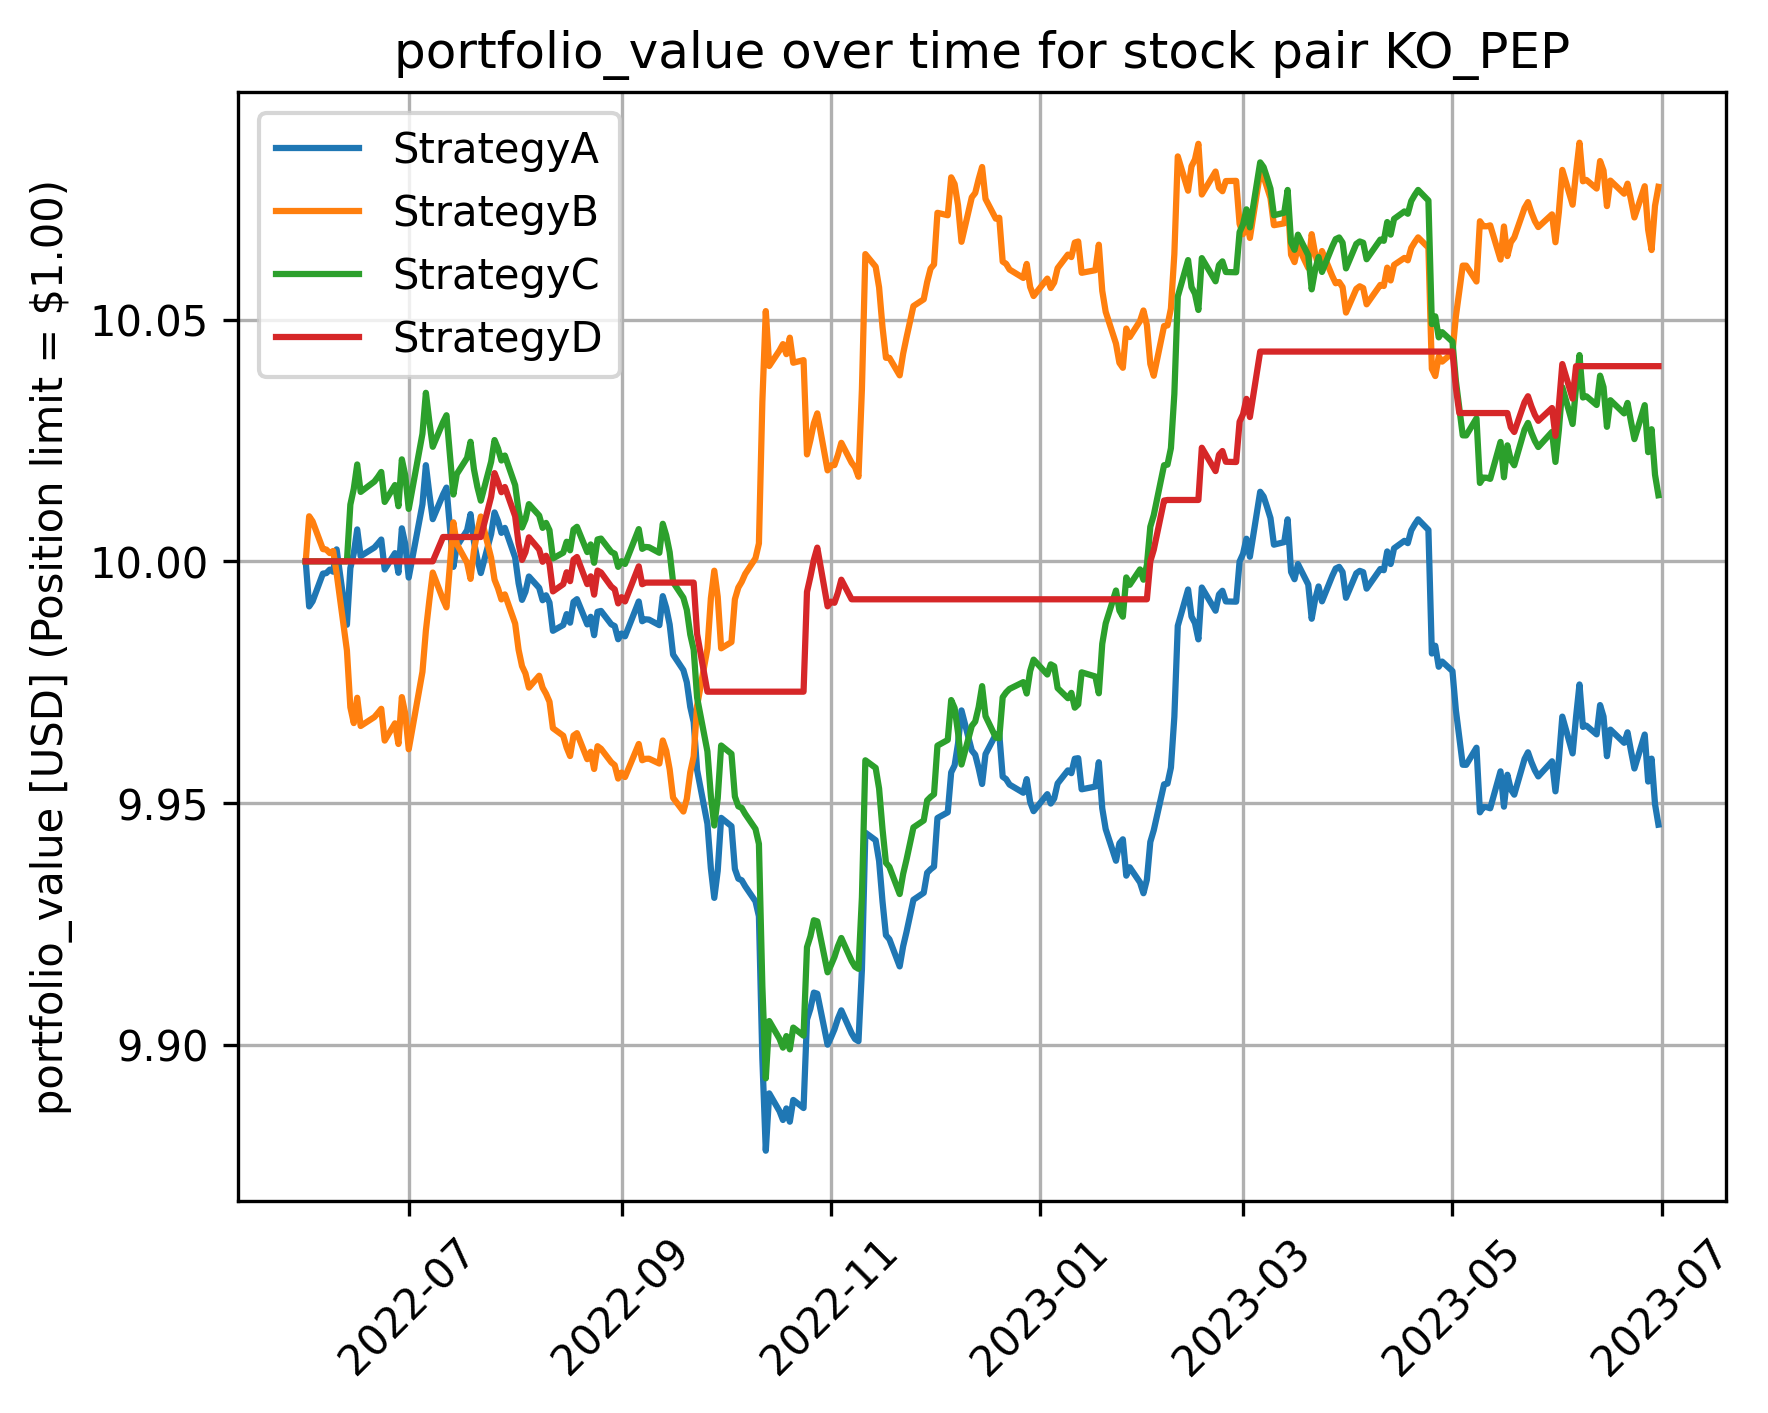 portfolio_value over time for stock pair KO_PEP
StrategyA
StrategyB
StrategyC
StrategyD
portfolio_value [USD] (Position limit = $1.00)
10.05
10.00
9.95
9.90
2022-07
2022-09
2022-11
2023-01
2023-03
2023-05
2023-07